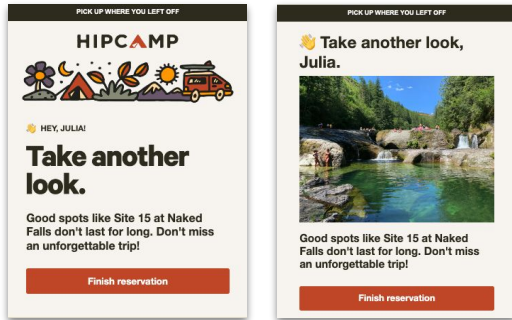 PICK UP WHERE YOU LEFT OFF
HIPCAMP
👋 HEY, JULIA!
Take another
look.
Good spots like Site 15 at Naked
Falls don't last for long. Don't miss
an unforgettable trip!
Finish reservation
PICK UP WHERE YOU LEFT OFF
👋 Take another look,
Julia.
Good spots like Site 15 at Naked
Falls don't last for long. Don't miss
an unforgettable trip!
Finish reservation